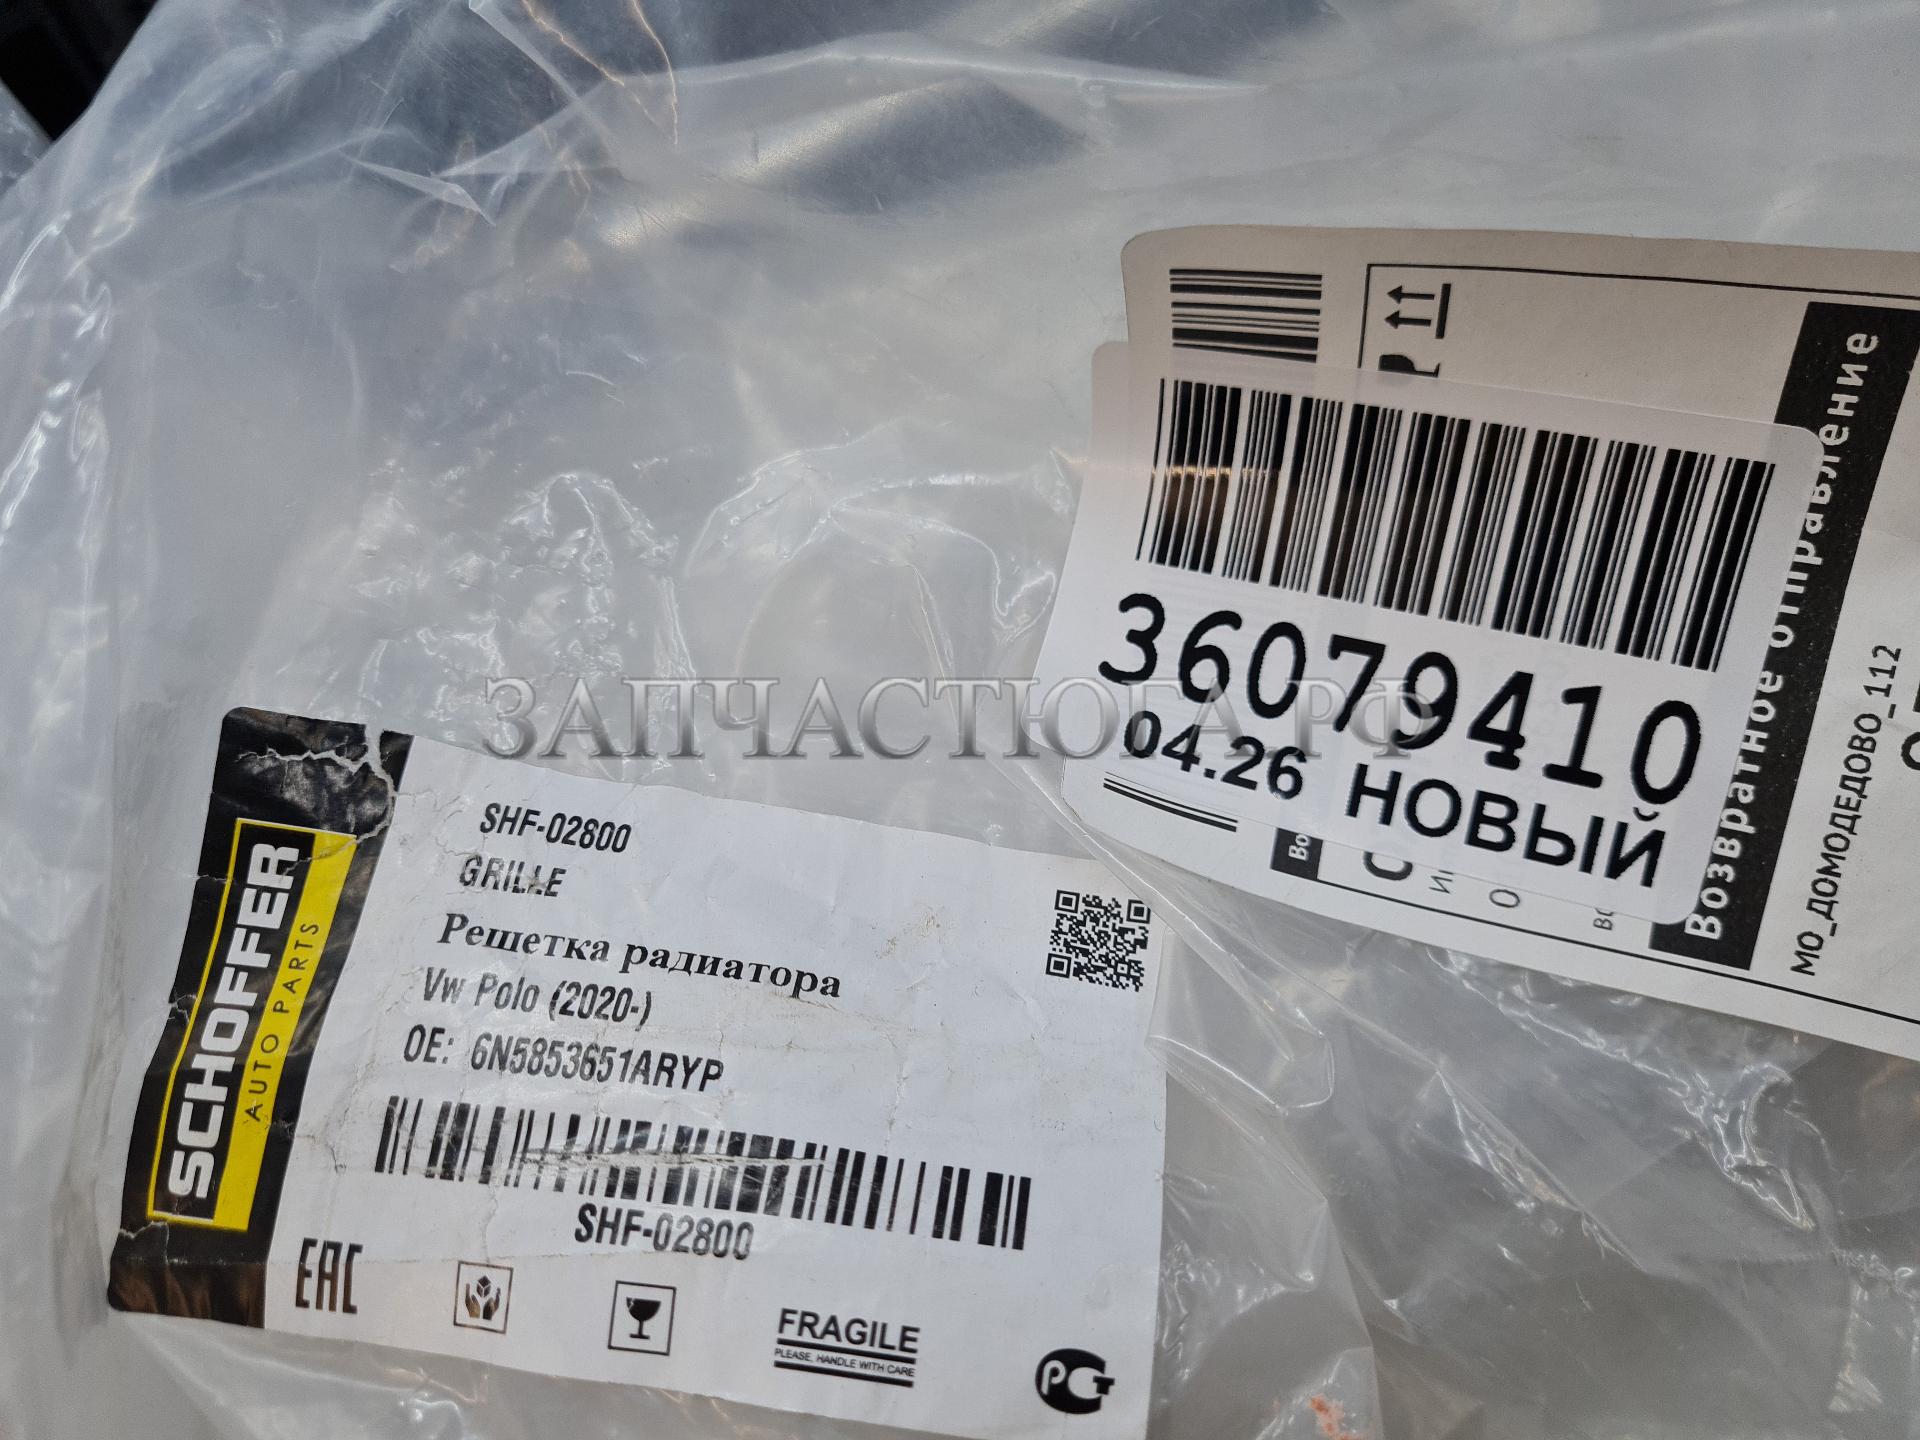 ЗАПЧАСТЮГА.РФ
36079410
04.26 НОВЫЙ
Возвратное отправление
МО_ДОМОДЕДОВО_112
SCHOFFER
AUTO PARTS
SHF-02800
GRILLE
Решетка радиатора
Vw Polo (2020-)
OE: 6N5853651ARYP
SHF-02800
EAC
FRAGILE
PLEASE, HANDLE WITH CARE
РСТ